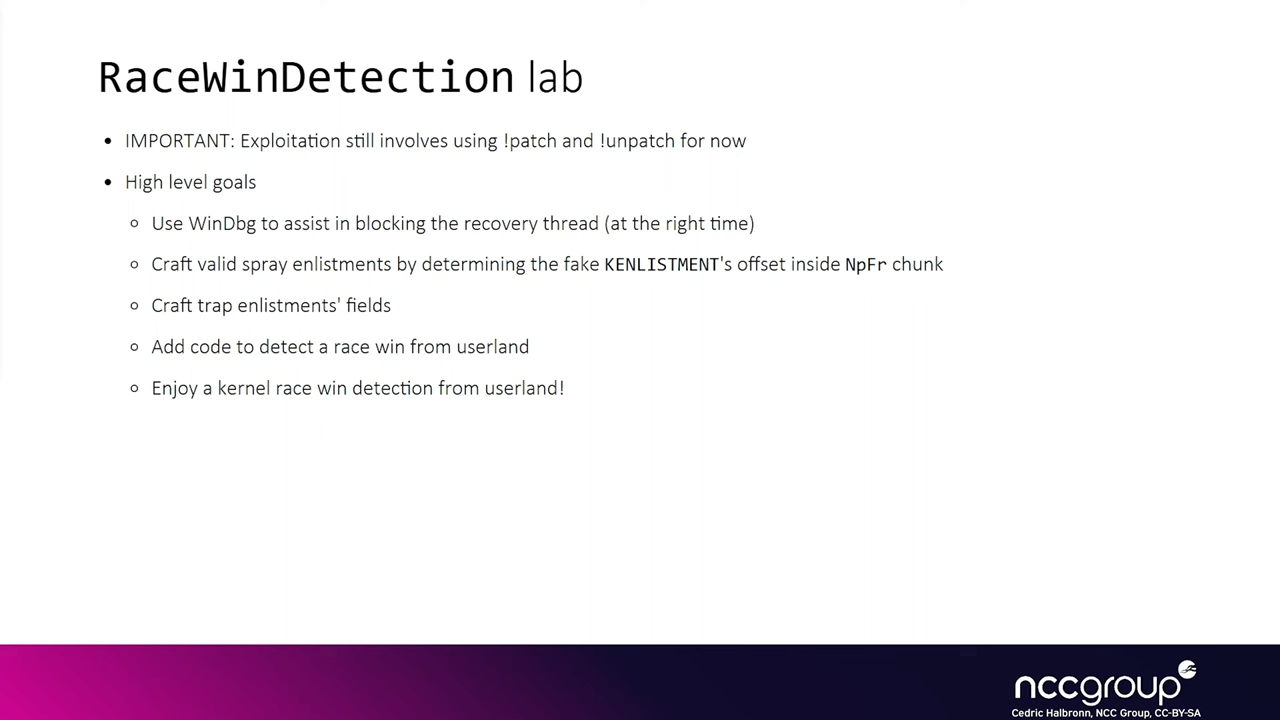 RaceWinDetection lab
• IMPORTANT: Exploitation still involves using !patch and !unpatch for now
• High level goals
○ Use WinDbg to assist in blocking the recovery thread (at the right time)
○ Craft valid spray enlistments by determining the fake KENLISTMENT's offset inside NpFr chunk
○ Craft trap enlistments' fields
○ Add code to detect a race win from userland
○ Enjoy a kernel race win detection from userland!
nccgroup
Cedric Halbronn, NCC Group, CC-BY-SA